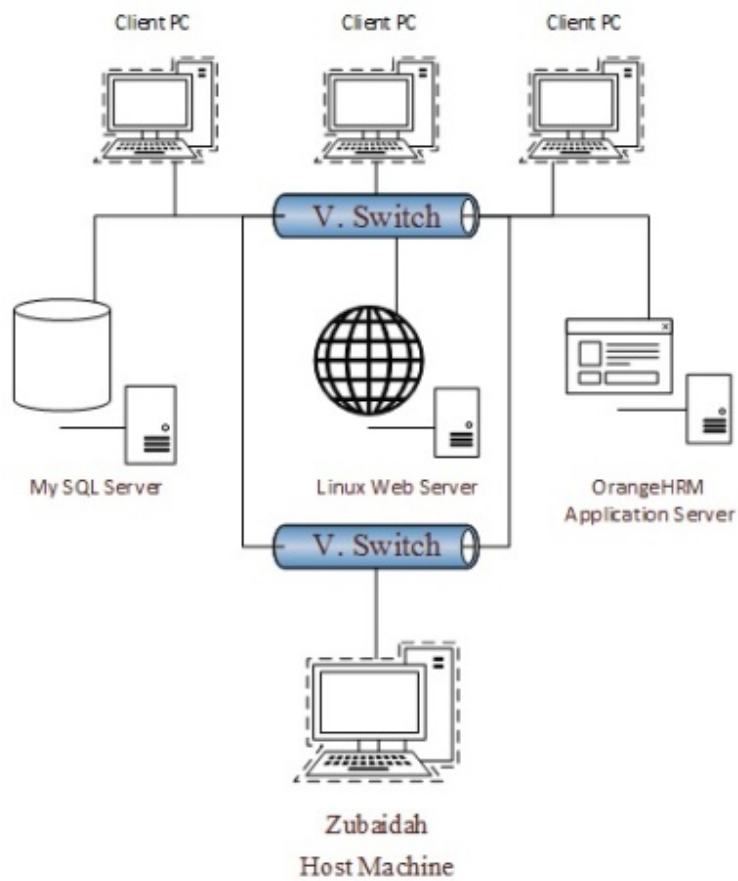 Client PC
Client PC
Client PC
V. Switch
My SQL Server
Linux Web Server
OrangeHRM
Application Server
V. Switch
Zubaidah
Host Machine